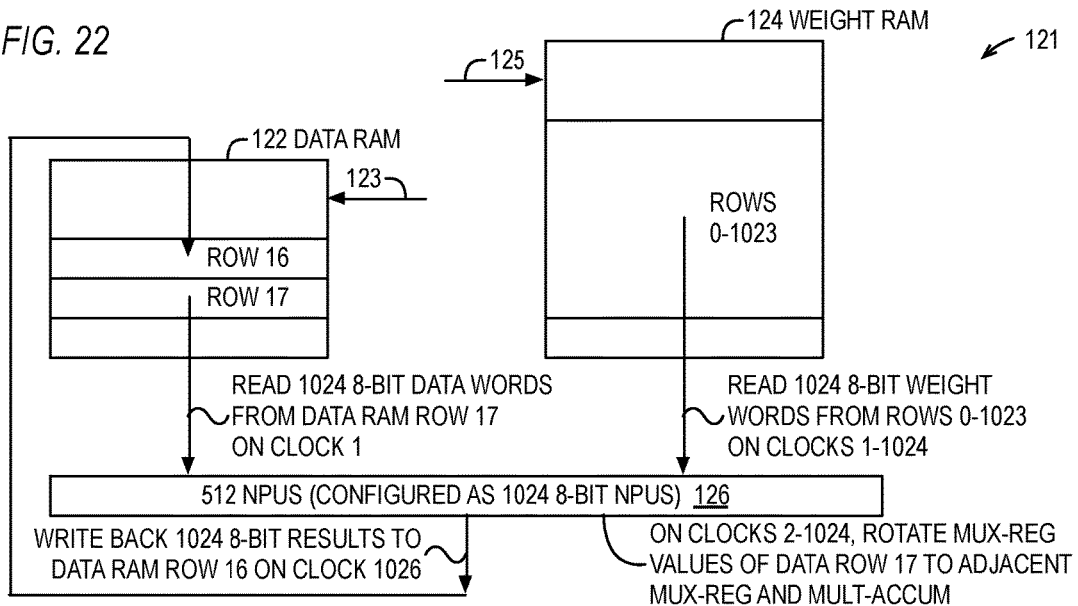 FIG. 22
124 WEIGHT RAM
121
125
122 DATA RAM
123
ROWS
0-1023
ROW 16
ROW 17
READ 1024 8-BIT DATA WORDS
FROM DATA RAM ROW 17
ON CLOCK 1
READ 1024 8-BIT WEIGHT
WORDS FROM ROWS 0-1023
ON CLOCKS 1-1024
512 NPUS (CONFIGURED AS 1024 8-BIT NPUS) 126
WRITE BACK 1024 8-BIT RESULTS TO
DATA RAM ROW 16 ON CLOCK 1026
ON CLOCKS 2-1024, ROTATE MUX-REG
VALUES OF DATA ROW 17 TO ADJACENT
MUX-REG AND MULT-ACCUM